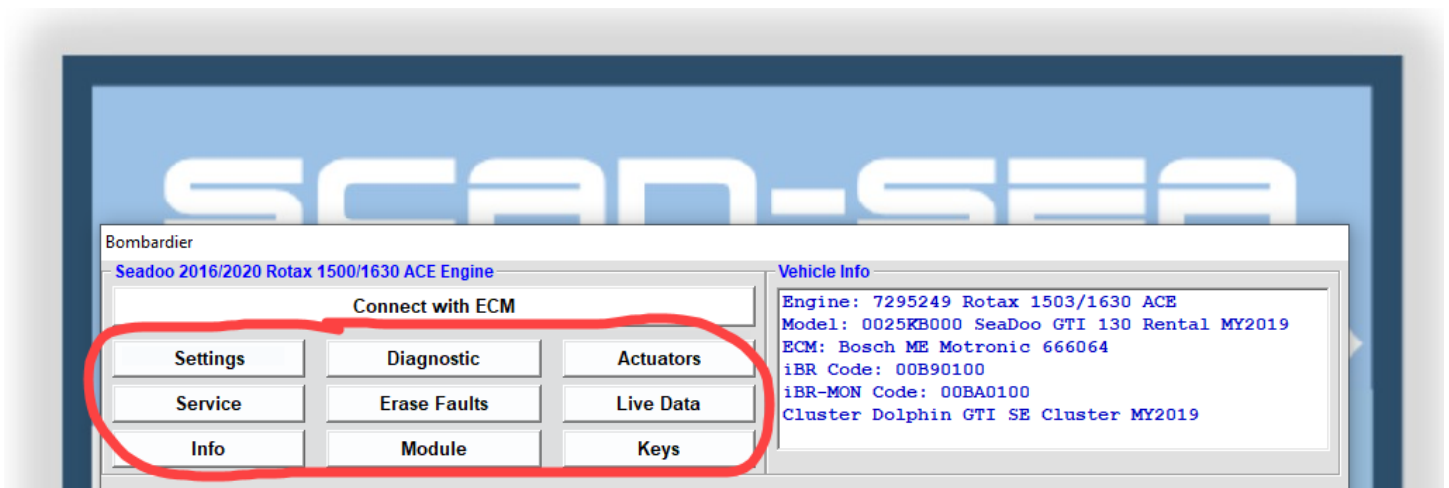 SCAN-SEA
Bombardier
Seadoo 2016/2020 Rotax 1500/1630 ACE Engine
Connect with ECM
Settings Diagnostic Actuators
Service Erase Faults Live Data
Info Module Keys
Vehicle Info
Engine: 7295249 Rotax 1503/1630 ACE
Model: 0025KB000 SeaDoo GTI 130 Rental MY2019
ECM: Bosch ME Motronic 666064
iBR Code: 00B90100
iBR-MON Code: 00BA0100
Cluster Dolphin GTI SE Cluster MY2019